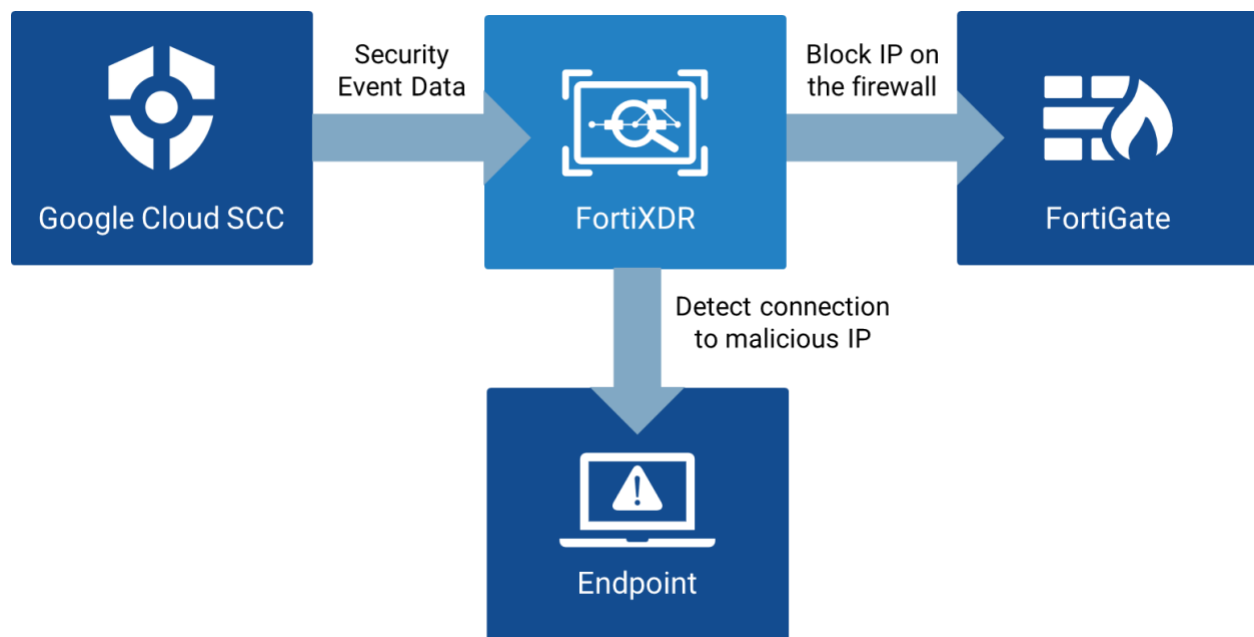 Security
Event Data
Block IP on
the firewall
Google Cloud SCC
FortiXDR
FortiGate
Detect connection
to malicious IP
Endpoint